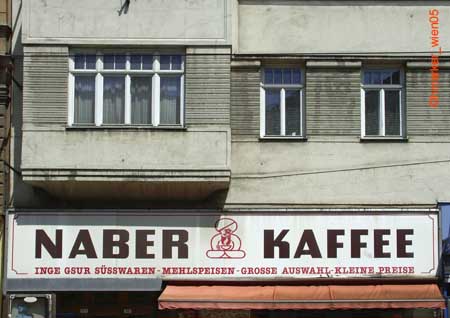 NABER KAFFEE
INGE GSUR SÜSSWAREN-MEHLSPEISEN-GROSSE AUSWAHL-KLEINE PREISE